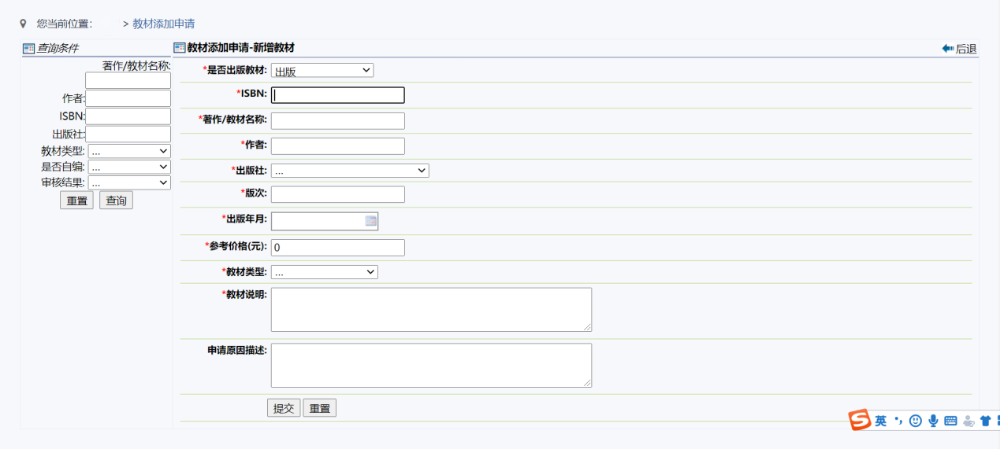 您当前位置： > 教材添加申请
查询条件
著作/教材名称:
作者:
ISBN:
出版社:
教材类型: ...
是否自编: ...
审核结果: ...
重置 查询
教材添加申请-新增教材
后退
*是否出版教材: 出版
*ISBN:
*著作/教材名称:
*作者:
*出版社: ...
*版次:
*出版年月:
*参考价格(元): 0
*教材类型: ...
*教材说明:
申请原因描述:
提交 重置
S 英